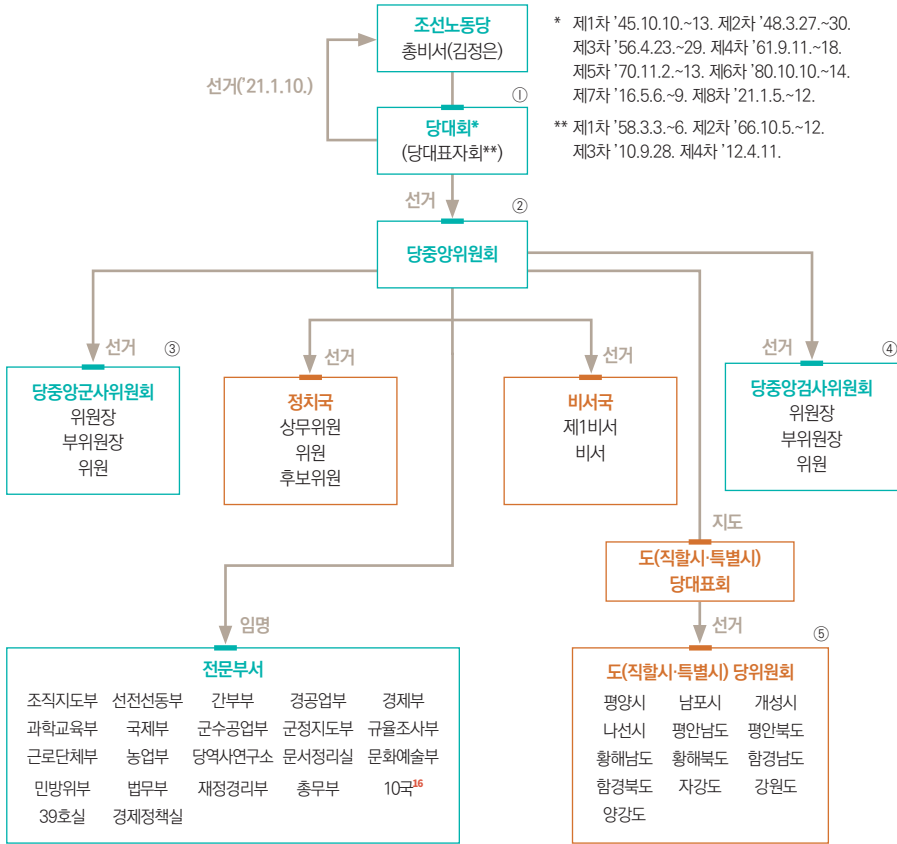 조선노동당
총비서(김정은)
* 제1차 ’45.10.10.~13. 제2차 ’48.3.27.~30.
제3차 ’56.4.23.~29. 제4차 ’61.9.11.~18.
제5차 ’70.11.2.~13. 제6차 ’80.10.10.~14.
제7차 ’16.5.6.~9. 제8차 ’21.1.5.~12.
** 제1차 ’58.3.3.~6. 제2차 ’66.10.5.~12.
제3차 ’10.9.28. 제4차 ’12.4.11.
선거(’21.1.10.)
①
당대회*
(당대표자회**)
선거
②
당중앙위원회
선거
③
당중앙군사위원회
위원장
부위원장
위원
선거
정치국
상무위원
위원
후보위원
선거
비서국
제1비서
비서
선거
④
당중앙검사위원회
위원장
부위원장
위원
지도
도(직할시·특별시)
당대표회
임명
전문부서
조직지도부 선전선동부 간부부 경공업부 경제부
과학교육부 국제부 군수공업부 군정지도부 규율조사부
근로단체부 농업부 당역사연구소 문서정리실 문화예술부
민방위부 법무부 재정경리부 총무부 10국16
39호실 경제정책실
선거
⑤
도(직할시·특별시) 당위원회
평양시 남포시 개성시
나선시 평안남도 평안북도
황해남도 황해북도 함경남도
함경북도 자강도 강원도
양강도